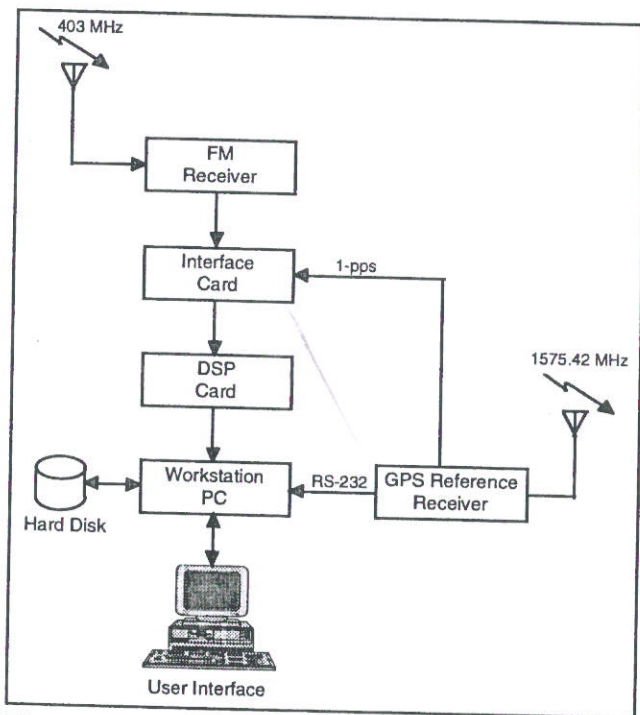 403 MHz
FM
Receiver
Interface
Card
1-pps
1575.42 MHz
DSP
Card
Workstation
PC
RS-232
GPS Reference
Receiver
Hard Disk
User Interface